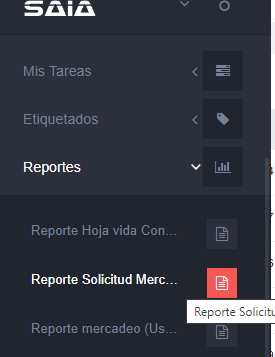 SAIA
Mis Tareas
Etiquetados
Reportes
Reporte Hoja vida Con...
Reporte Solicitud Merc...
Reporte Solicitu
Reporte mercadeo (Us...